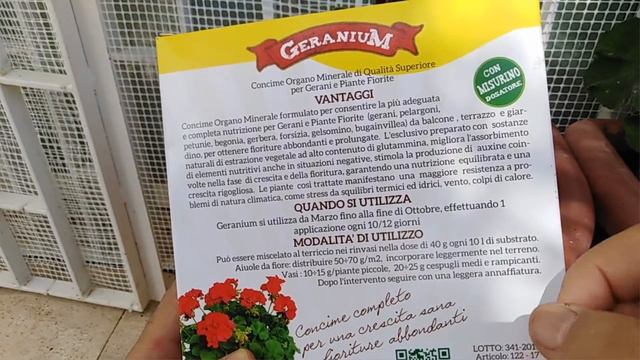 GERANIUM
Concime Organo Minerale di Qualità Superiore
per Gerani e Piante Fiorite
CON
MISURINO
DOSATORE
VANTAGGI
Concime Organo Minerale formulato per consentire la più adeguata
e completa nutrizione per Gerani e Piante Fiorite (gerani, pelargoni,
petunie, begonia, gerbera, forsizia, gelsomino, bugainvillea) da balcone , terrazzo e giar-
dino, per ottenere fioriture abbondanti e prolungate. L'esclusivo preparato con sostanze
naturali di estrazione vegetale ad alto contenuto di glutammina, migliora l'assorbimento
di elementi nutritivi anche in situazioni negative, stimola la produzione di auxine coin-
volte nella fase di crescita e della fioritura, garantendo una nutrizione equilibrata e una
crescita rigogliosa. Le piante così trattate manifestano una maggiore resistenza a pro-
blemi di natura climatica, come stress da squilibri termici ed idrici, vento, colpi di calore.
QUANDO SI UTILIZZA
Geranium si utilizza da Marzo fino alla fine di Ottobre, effettuando 1
applicazione ogni 10/12 giorni
MODALITA' DI UTILIZZO
Può essere miscelato al terriccio nei rinvasi nella dose di 40 g ogni 10 l di substrato.
Aiuole da fiore: distribuire 50÷70 g/m2, incorporare leggermente nel terreno.
Vasi : 10÷15 g/piante piccole, 20÷25 g cespugli medi e rampicanti.
Dopo l'intervento seguire con una leggera annaffiatura.
Concime completo
per una crescita sana
fioriture abbondanti
LOTTO: 341-201
Articolo: 122 - 17